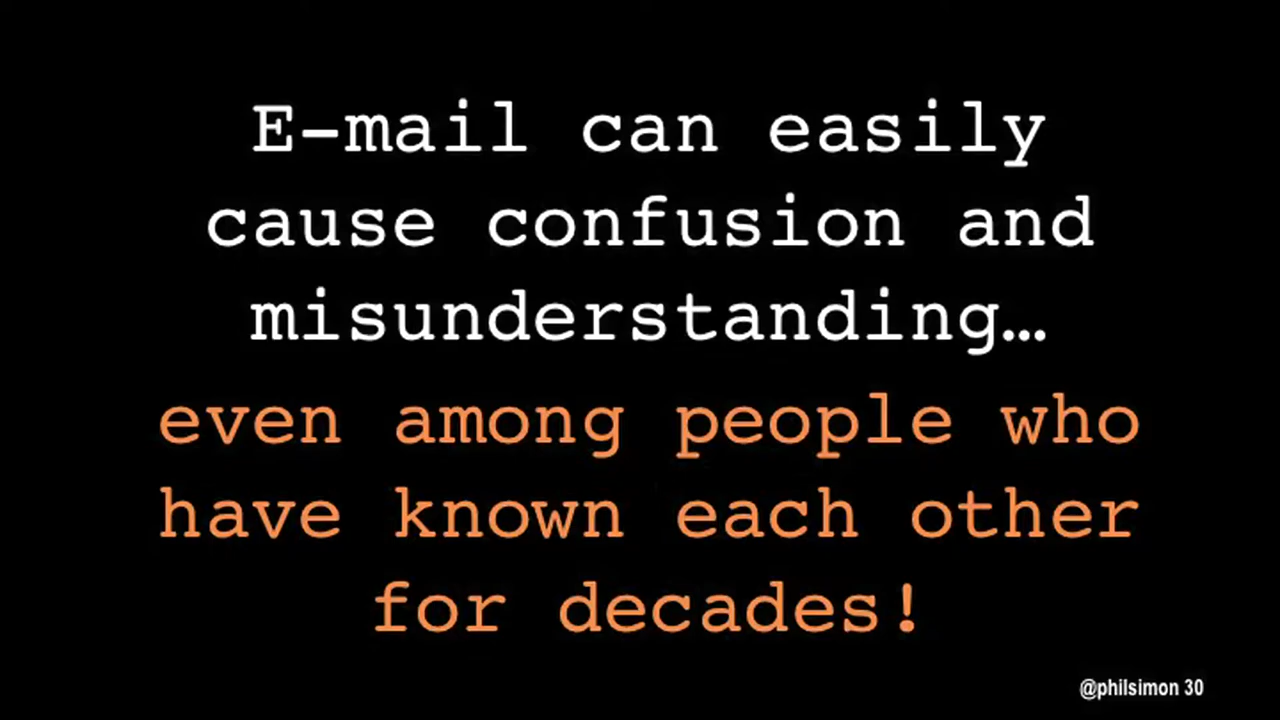 E-mail can easily
cause confusion and
misunderstanding…
even among people who
have known each other
for decades!
@philsimon 30